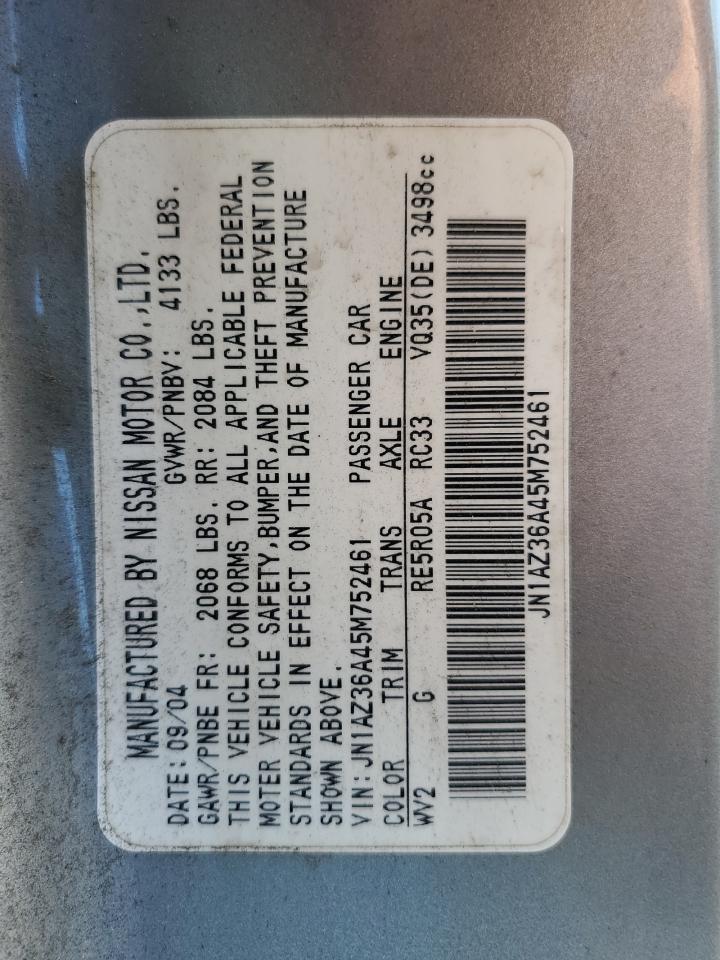 MANUFACTURED BY NISSAN MOTOR CO.,LTD.
DATE:09/04 GVWR/PNBV: 4133 LBS.
GAWR/PNBE FR: 2068 LBS. RR: 2084 LBS.
THIS VEHICLE CONFORMS TO ALL APPLICABLE FEDERAL
MOTER VEHICLE SAFETY,BUMPER,AND THEFT PREVENTION
STANDARDS IN EFFECT ON THE DATE OF MANUFACTURE
SHOWN ABOVE.
VIN:JN1AZ36A45M752461 PASSENGER CAR
COLOR TRIM TRANS AXLE ENGINE
WV2 G RE5R05A RC33 VQ35(DE) 3498cc
JN1AZ36A45M752461